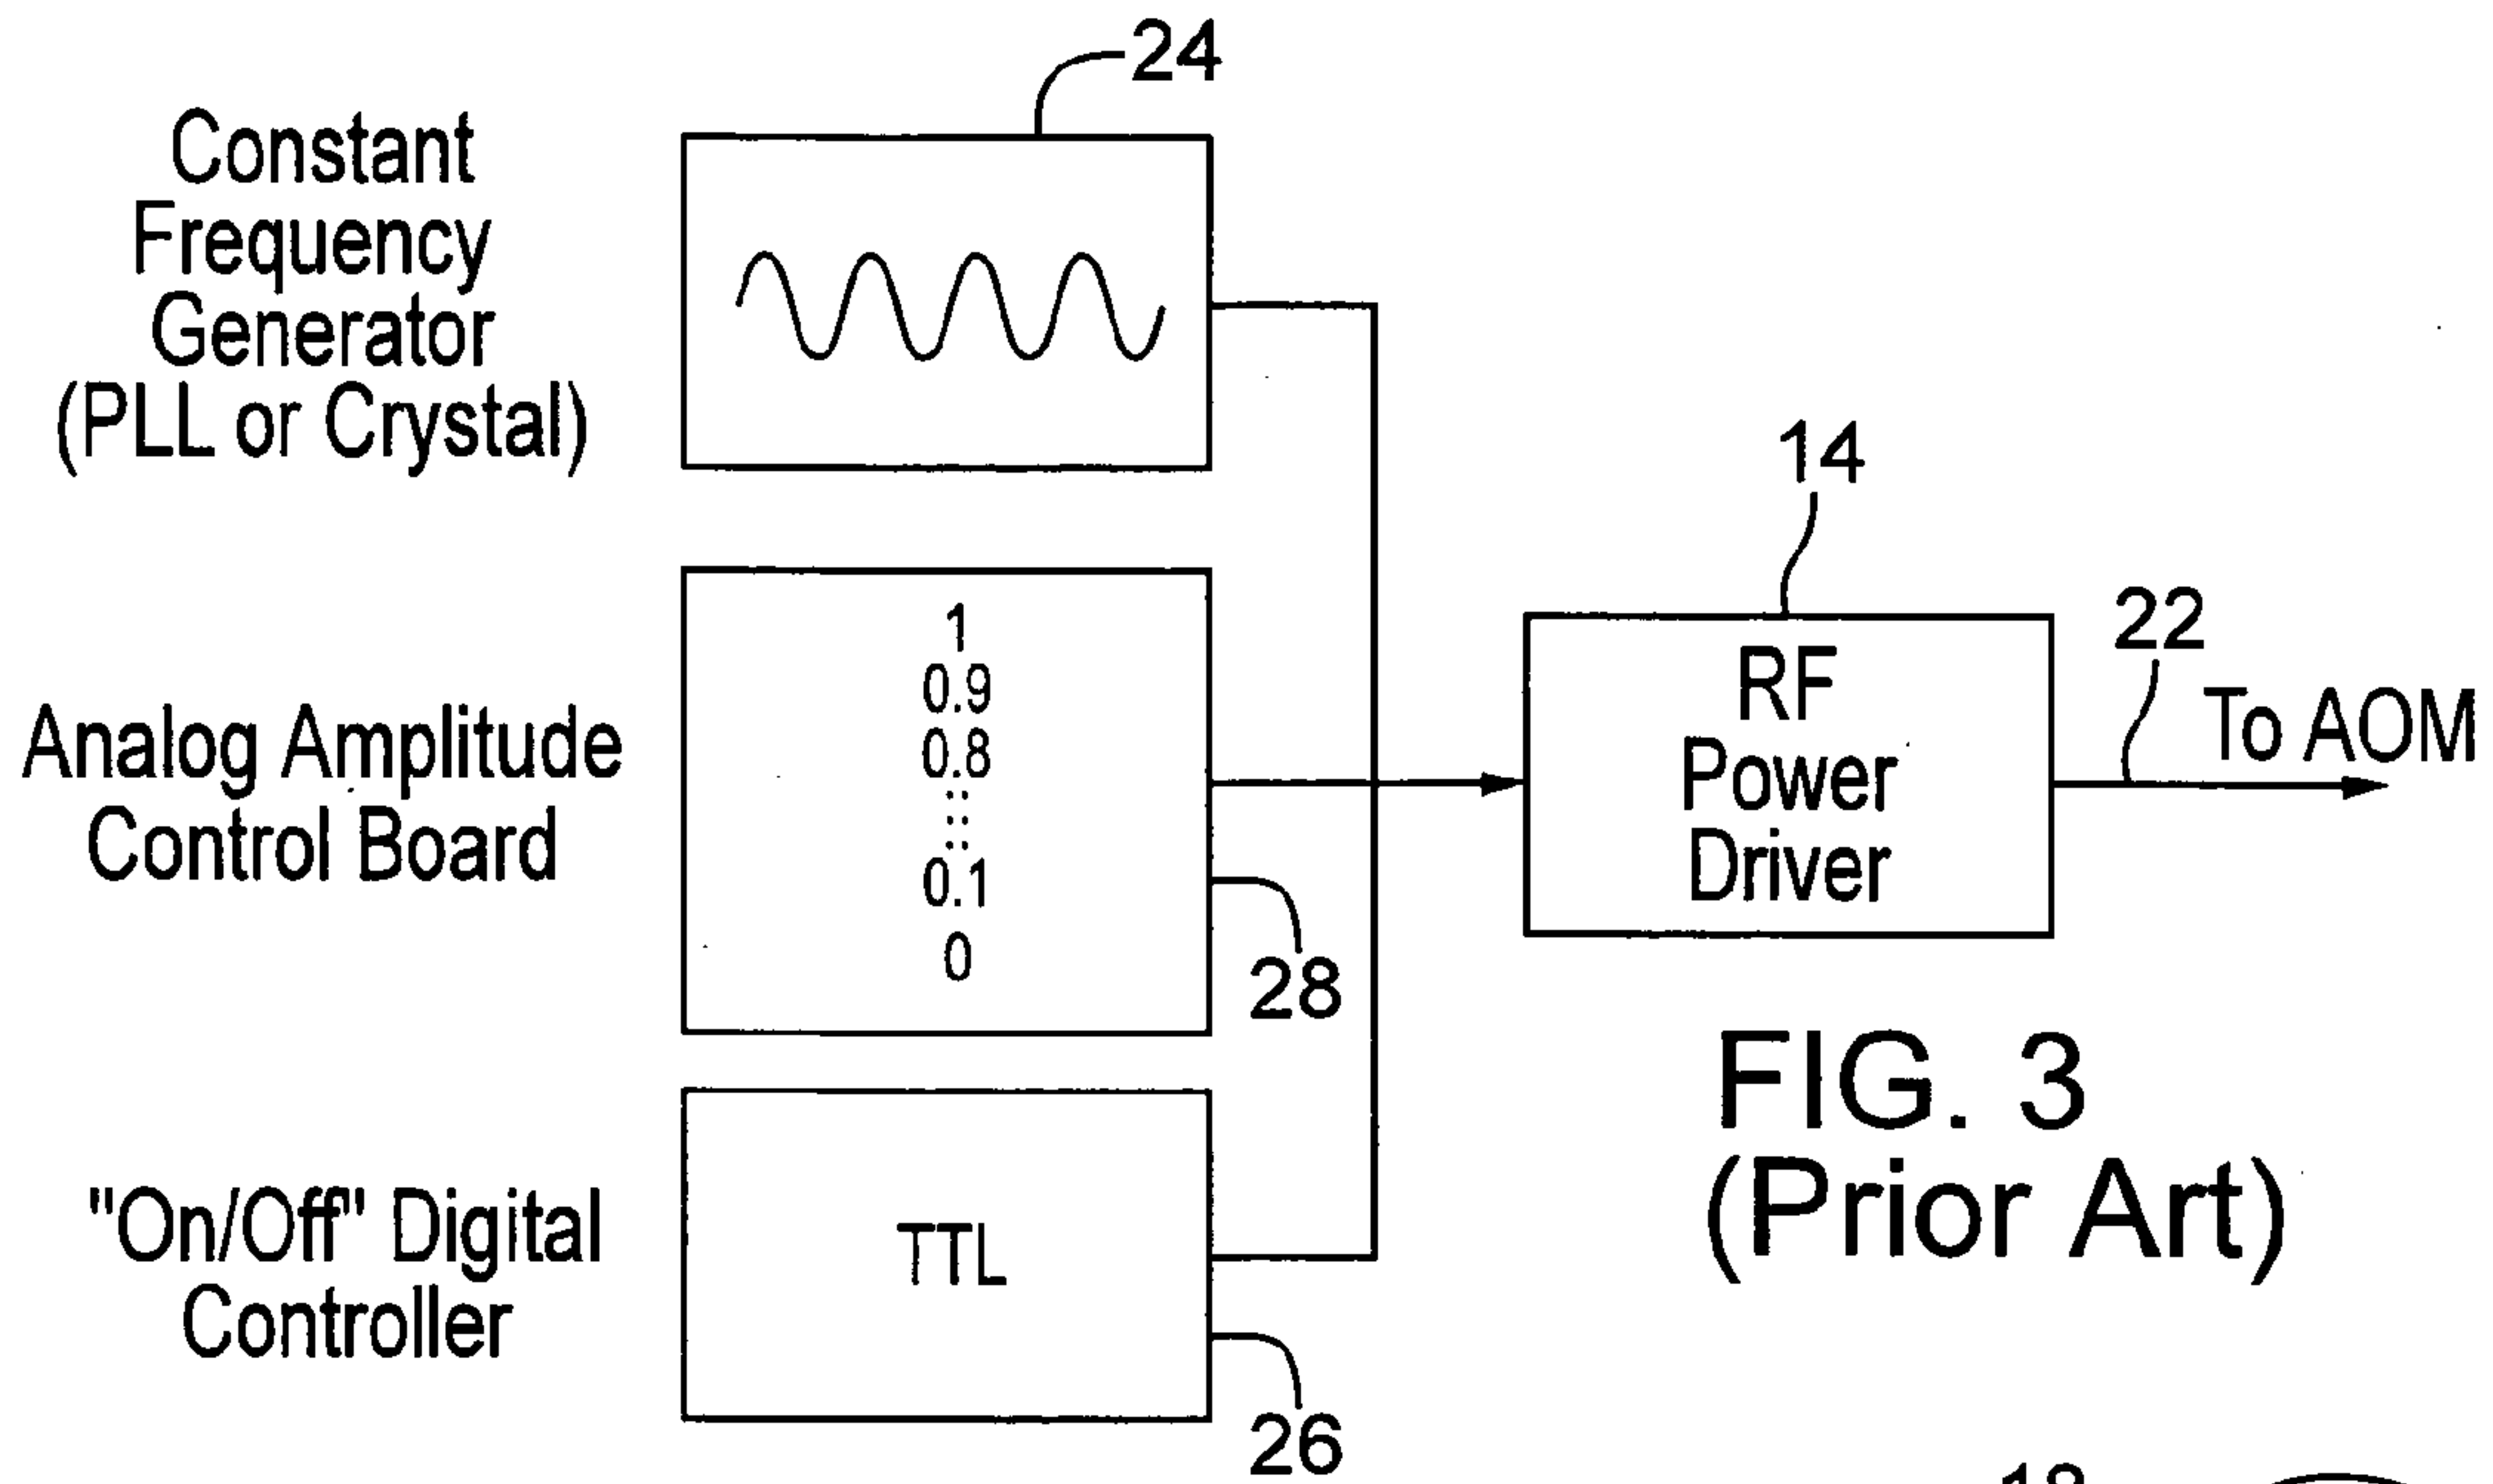 24
Constant
Frequency
Generator
(PLL or Crystal)
14
RF
Power
Driver
22
To AOM
1
0.9
0.8
0.1
0
Analog Amplitude
Control Board
28
FIG. 3
(Prior Art)
"On/Off" Digital
Controller
TTL
26